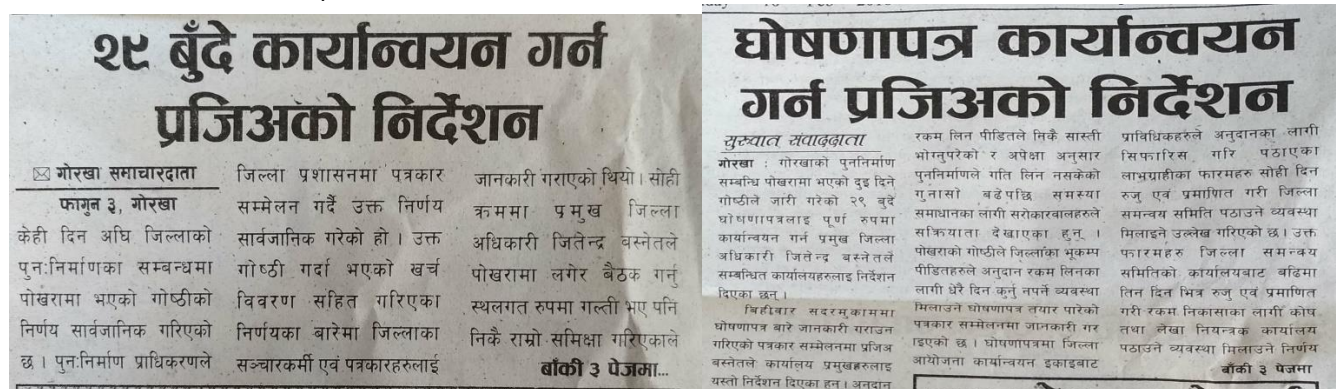 २९ बुँदे कार्यान्वयन गर्न
प्रजिअको निर्देशन
गोरखा समाचारदाता
फागुन ३, गोरखा
केही दिन अघि जिल्लाको
पुनःनिर्माणका सम्बन्धमा
पोखरामा भएको गोष्ठीको
निर्णय सार्वजानिक गरिएको
छ। पुनःनिर्माण प्राधिकरणले
जिल्ला प्रशासनमा पत्रकार
सम्मेलन गर्दै उक्त निर्णय
सार्वजानिक गरेको हो । उक्त
गोष्ठी गर्दा भएको खर्च
विवरण सहित गरिएका
निर्णयका बारेमा जिल्लाका
सञ्चारकर्मी एवं पत्रकारहरुलाई
जानकारी गराएको थियो। सोही
क्रममा प्रमुख जिल्ला
अधिकारी जितेन्द्र बस्नेतले
पोखरामा लगेर बैठक गर्नु
स्थलगत रुपमा गल्ती भए पनि
निकै राम्रो समिक्षा गरिएकाले
बाँकी ३ पेजमा...
घोषणापत्र कार्यान्वयन
गर्न प्रजिअको निर्देशन
सुस्वात संवाददाता
गोरखा : गोरखाको पुननिर्माण
सम्बन्धि पोखरामा भएको दुइ दिने
गोष्ठीले जारी गरेको २९ बुदे
घोषणापत्रलाइ पूर्ण रुपमा
कार्यान्वयन गर्न प्रमुख जिल्ला
अधिकारी जितेन्द्र बस्नेतले
सम्बन्धित कार्यालयहरुलाइ निर्देशन
दिएका छन् ।
बिहीवार सदरमुकाममा
घोषणापत्र बारे जानकारी गराउन
गरिएको पत्रकार सम्मेलनमा प्रजिअ
बस्नेतले कार्यालय प्रमुखहरुलाइ
यस्तो निर्देशन दिएका हुन् । अनुदान
रकम लिन पीडितले निकै सास्ती
भोग्नुपरेको र अपेक्षा अनुसार
पुननिर्माणले गति लिन नसकेको
गुनासो बढेपछि समस्या
समाधानका लागी सरोकारवालहरुले
सक्रियाता देखाएका हुन् ।
पोखराको गोष्ठीले जिल्लाका भूकम्प
पीडितहरुले अनुदान रकम लिनका
लागी धेरै दिन कुर्नु नपर्ने व्यवस्था
मिलाउने घोषणापत्र तयार पारेको
पत्रकार सम्मेलनमा जानकारी गर
इएको छ । घोषणापत्रमा जिल्ला
आयोजना कार्यान्वयन इकाइबाट
प्राविधिकहरुले अनुदानका लागी
सिफारिस गरि पठाएका
लाभग्राहीका फारमहरु सोही दिन
रुजु एवं प्रमाणित गरी जिल्ला
समन्वय समिति पठाउने व्यवस्था
मिलाइने उल्लेख गरिएको छ । उक्त
फारमहरु जिल्ला समन्वय
समितिको कार्यालयबाट बढिमा
तिन दिन भित्र रुजु एवं प्रमाणित
गरी रकम निकासाका लागी कोष
तथा लेखा नियन्त्रक कार्यालय
पठाउने व्यवस्था मिलाउने निर्णय
बाँकी ३ पेजमा